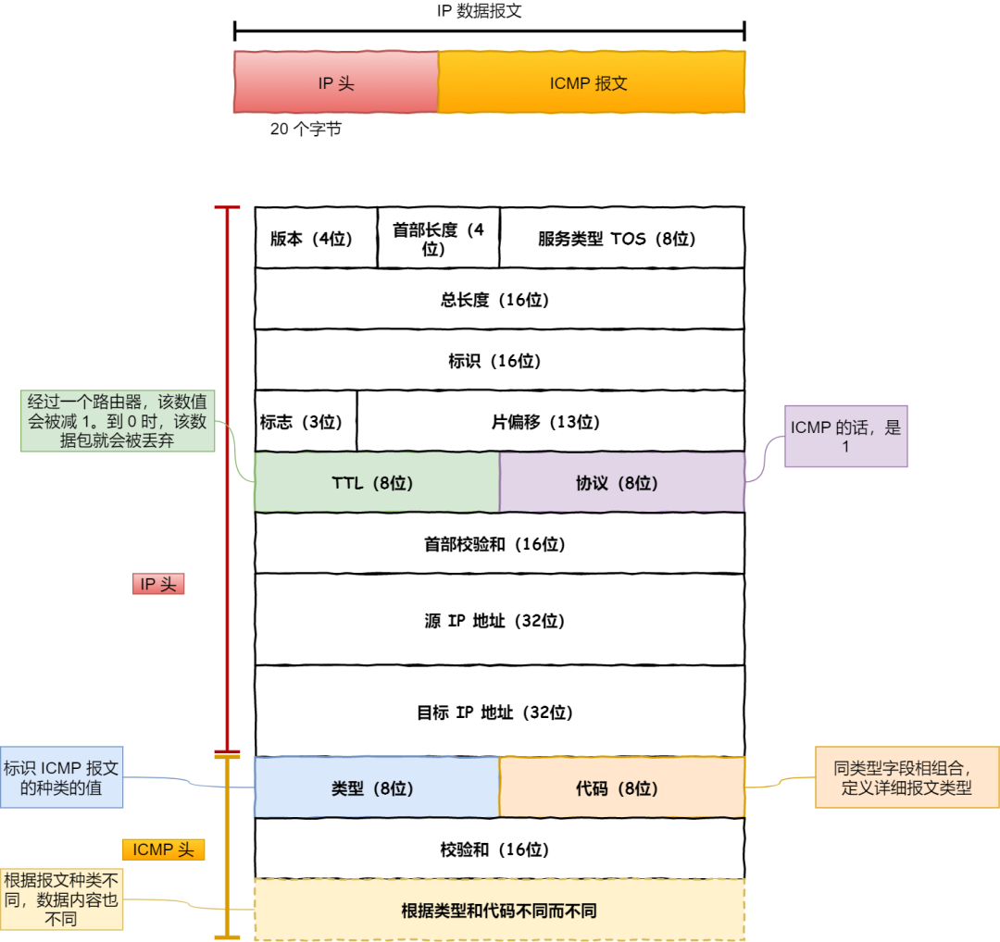 IP 数据报文
IP 头
ICMP 报文
20 个字节
版本（4位）
首部长度（4
位）
服务类型 TOS（8位）
总长度（16位）
标识（16位）
经过一个路由器，该数值
会被减 1。到 0 时，该数
据包就会被丢弃
标志（3位）
片偏移（13位）
ICMP 的话，是
1
TTL（8位）
协议（8位）
首部校验和（16位）
IP 头
源 IP 地址（32位）
目标 IP 地址（32位）
标识 ICMP 报文
的种类的值
类型（8位）
代码（8位）
同类型字段相组合，
定义详细报文类型
ICMP 头
校验和（16位）
根据报文种类不
同，数据内容也
不同
根据类型和代码不同而不同